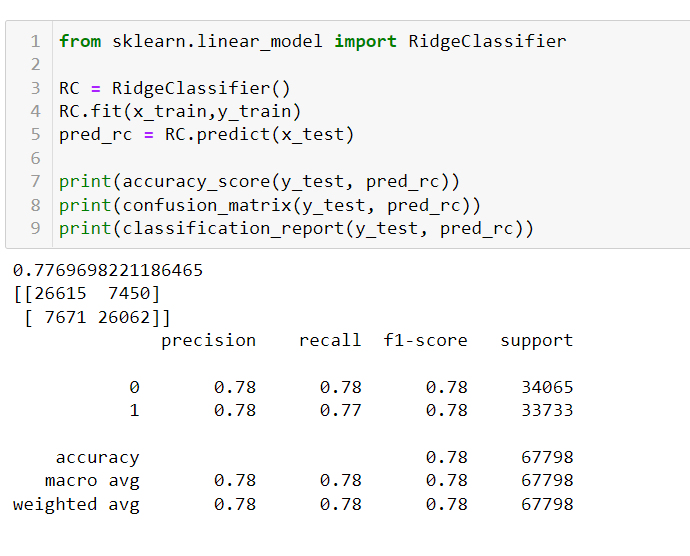 1 from sklearn.linear_model import RidgeClassifier
2
3 RC = RidgeClassifier()
4 RC.fit(x_train,y_train)
5 pred_rc = RC.predict(x_test)
6
7 print(accuracy_score(y_test, pred_rc))
8 print(confusion_matrix(y_test, pred_rc))
9 print(classification_report(y_test, pred_rc))
0.7769698221186465
[[26615  7450]
 [ 7671 26062]]
              precision    recall  f1-score   support
           0       0.78      0.78      0.78     34065
           1       0.78      0.77      0.78     33733
    accuracy                           0.78     67798
   macro avg       0.78      0.78      0.78     67798
weighted avg       0.78      0.78      0.78     67798